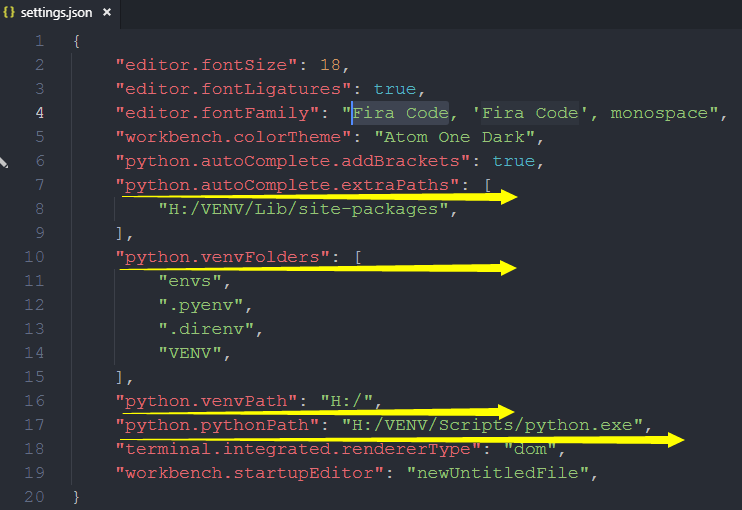 {} settings.json ×
1 {
2     "editor.fontSize": 18,
3     "editor.fontLigatures": true,
4     "editor.fontFamily": "Fira Code, 'Fira Code', monospace",
5     "workbench.colorTheme": "Atom One Dark",
6     "python.autoComplete.addBrackets": true,
7     "python.autoComplete.extraPaths": [
8         "H:/VENV/Lib/site-packages",
9     ],
10     "python.venvFolders": [
11         "envs",
12         ".pyenv",
13         ".direnv",
14         "VENV",
15     ],
16     "python.venvPath": "H:/",
17     "python.pythonPath": "H:/VENV/Scripts/python.exe",
18     "terminal.integrated.rendererType": "dom",
19     "workbench.startupEditor": "newUntitledFile",
20 }